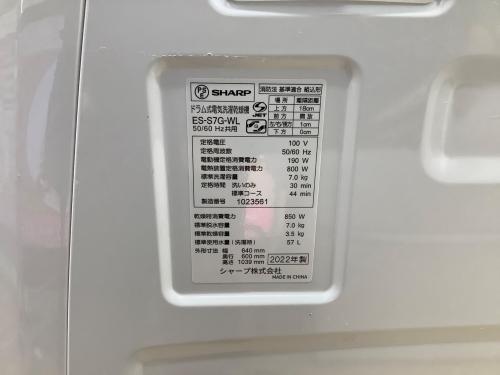 PS E SHARP
ドラム式電気洗濯乾燥機
ES-S7G-WL
50/60 Hz共用
JET
消防法 基準適合 組込形
場所 離隔距離
上方 18cm
前方 開放
左・右・後方 1cm
下方 0cm
定格電圧 100 V
定格周波数 50/60 Hz
電動機定格消費電力 190 W
電熱装置定格消費電力 800 W
標準洗濯容量 7.0 kg
定格時間 洗いのみ 30 min
標準コース 44 min
製造番号 1023561
乾燥時消費電力 850 W
標準脱水容量 7.0 kg
標準乾燥容量 3.5 kg
標準使用水量(洗濯時) 57 L
外形寸法 幅 640 mm
奥行 600 mm
高さ 1039 mm
2022年製
シャープ株式会社
MADE IN CHINA